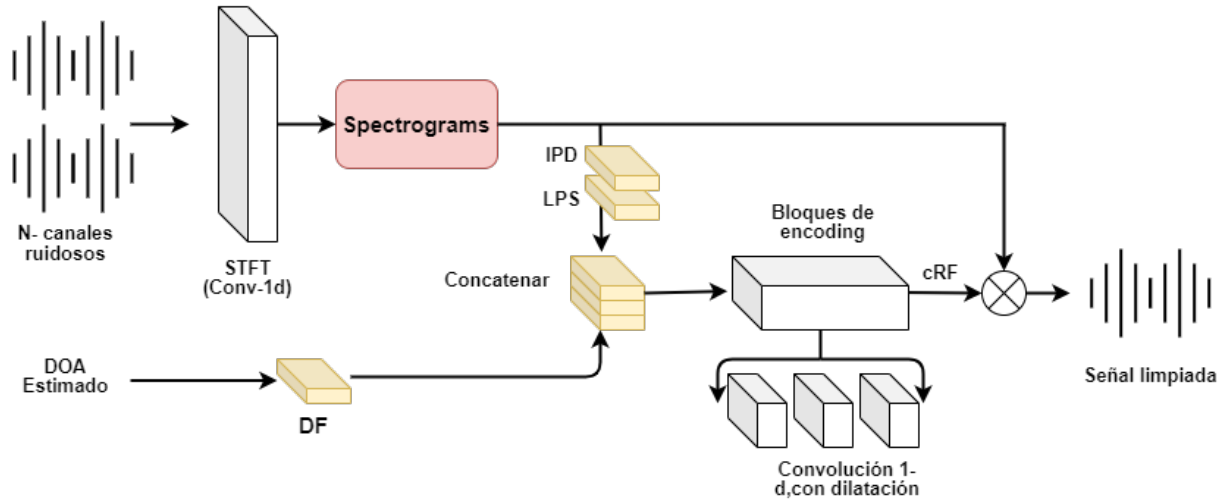 N- canales
ruidosos
STFT
(Conv-1d)
Spectrograms
IPD
LPS
Concatenar
Bloques de
encoding
cRF
Señal limpiada
DOA
Estimado
DF
Convolución 1-
d,con dilatación